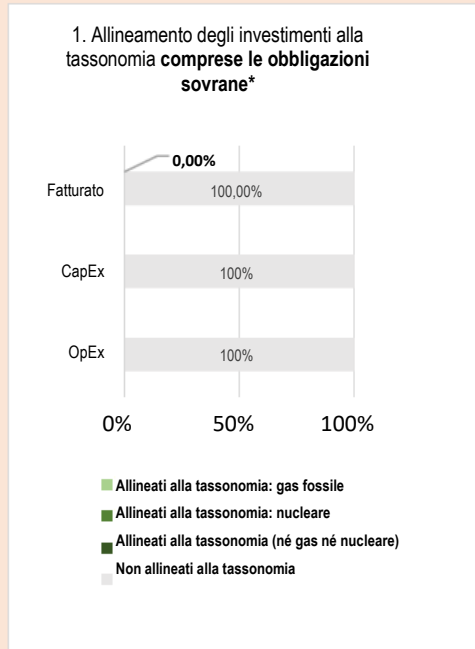 1. Allineamento degli investimenti alla
tassonomia comprese le obbligazioni
sovrane*
0,00%
Fatturato
100,00%
CapEx
100%
OpEx
100%
0%
50%
100%
Allineati alla tassonomia: gas fossile
Allineati alla tassonomia: nucleare
Allineati alla tassonomia (né gas né nucleare)
Non allineati alla tassonomia